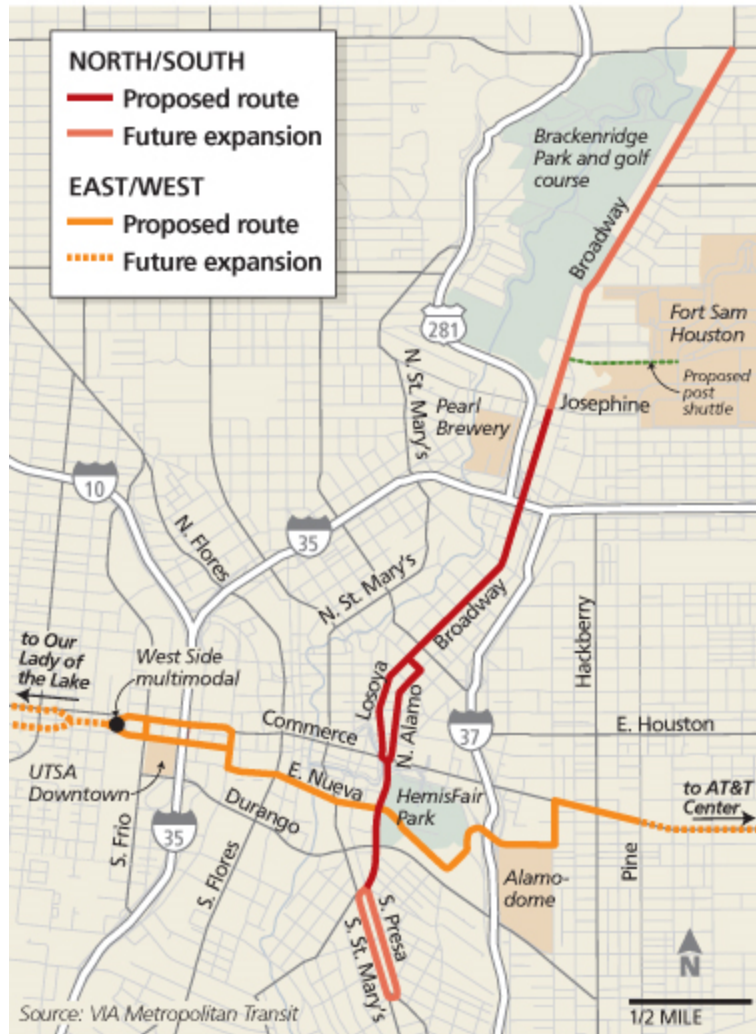 NORTH/SOUTH
Proposed route
Future expansion
EAST/WEST
Proposed route
Future expansion
Brackenridge
Park and golf
course
Broadway
281
Fort Sam
Houston
N. St. Mary's
Proposed
post
shuttle
Pearl
Brewery
Josephine
10
N. Flores
35
N. St. Mary's
Broadway
Hackberry
to Our
Lady of
the Lake
West Side
multimodal
Losoya
N. Alamo
Commerce
37
E. Houston
UTSA
Downtown
E. Nueva
HemisFair
Park
to AT&T
Center
Durango
S. Frio
35
S. Flores
Pine
Alamo-
dome
S. Presa
S. St. Mary's
N
Source: VIA Metropolitan Transit
1/2 MILE